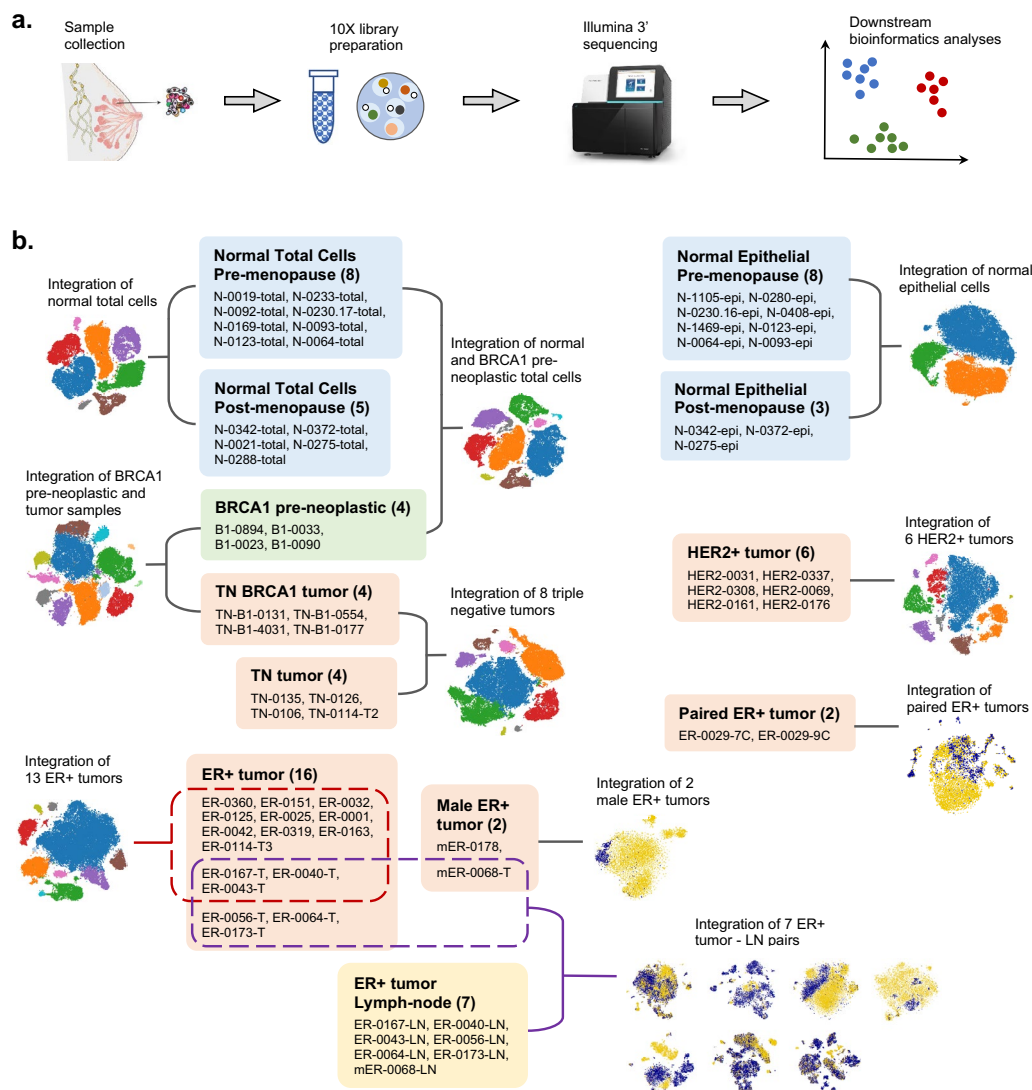 a.
Sample
collection
10X library
preparation
Illumina 3’
sequencing
Downstream
bioinformatics analyses
b.
Integration of
normal total cells
Normal Total Cells
Pre-menopause (8)
N-0019-total, N-0233-total,
N-0092-total, N-0230.17-total,
N-0169-total, N-0093-total,
N-0123-total, N-0064-total
Normal Total Cells
Post-menopause (5)
N-0342-total, N-0372-total,
N-0021-total, N-0275-total,
N-0288-total
Integration of normal
and BRCA1 pre-
neoplastic total cells
Normal Epithelial
Pre-menopause (8)
N-1105-epi, N-0280-epi,
N-0230.16-epi, N-0408-epi,
N-1469-epi, N-0123-epi,
N-0064-epi, N-0093-epi
Normal Epithelial
Post-menopause (3)
N-0342-epi, N-0372-epi,
N-0275-epi
Integration of normal
epithelial cells
Integration of BRCA1
pre-neoplastic and
tumor samples
BRCA1 pre-neoplastic (4)
B1-0894, B1-0033,
B1-0023, B1-0090
TN BRCA1 tumor (4)
TN-B1-0131, TN-B1-0554,
TN-B1-4031, TN-B1-0177
TN tumor (4)
TN-0135, TN-0126,
TN-0106, TN-0114-T2
Integration of 8 triple
negative tumors
HER2+ tumor (6)
HER2-0031, HER2-0337,
HER2-0308, HER2-0069,
HER2-0161, HER2-0176
Integration of
6 HER2+ tumors
Paired ER+ tumor (2)
ER-0029-7C, ER-0029-9C
Integration of
paired ER+ tumors
Integration of
13 ER+ tumors
ER+ tumor (16)
ER-0360, ER-0151, ER-0032,
ER-0125, ER-0025, ER-0001,
ER-0042, ER-0319, ER-0163,
ER-0114-T3
ER-0167-T, ER-0040-T,
ER-0043-T
ER-0056-T, ER-0064-T,
ER-0173-T
Male ER+
tumor (2)
mER-0178,
mER-0068-T
Integration of 2
male ER+ tumors
ER+ tumor
Lymph-node (7)
ER-0167-LN, ER-0040-LN,
ER-0043-LN, ER-0056-LN,
ER-0064-LN, ER-0173-LN,
mER-0068-LN
Integration of 7 ER+
tumor - LN pairs